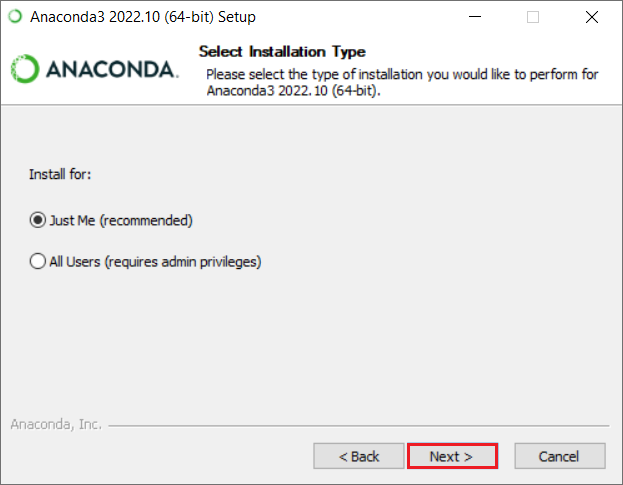 Anaconda3 2022.10 (64-bit) Setup
ANACONDA.
Select Installation Type
Please select the type of installation you would like to perform for
Anaconda3 2022.10 (64-bit).
Install for:
Just Me (recommended)
All Users (requires admin privileges)
Anaconda, Inc.
< Back
Next >
Cancel